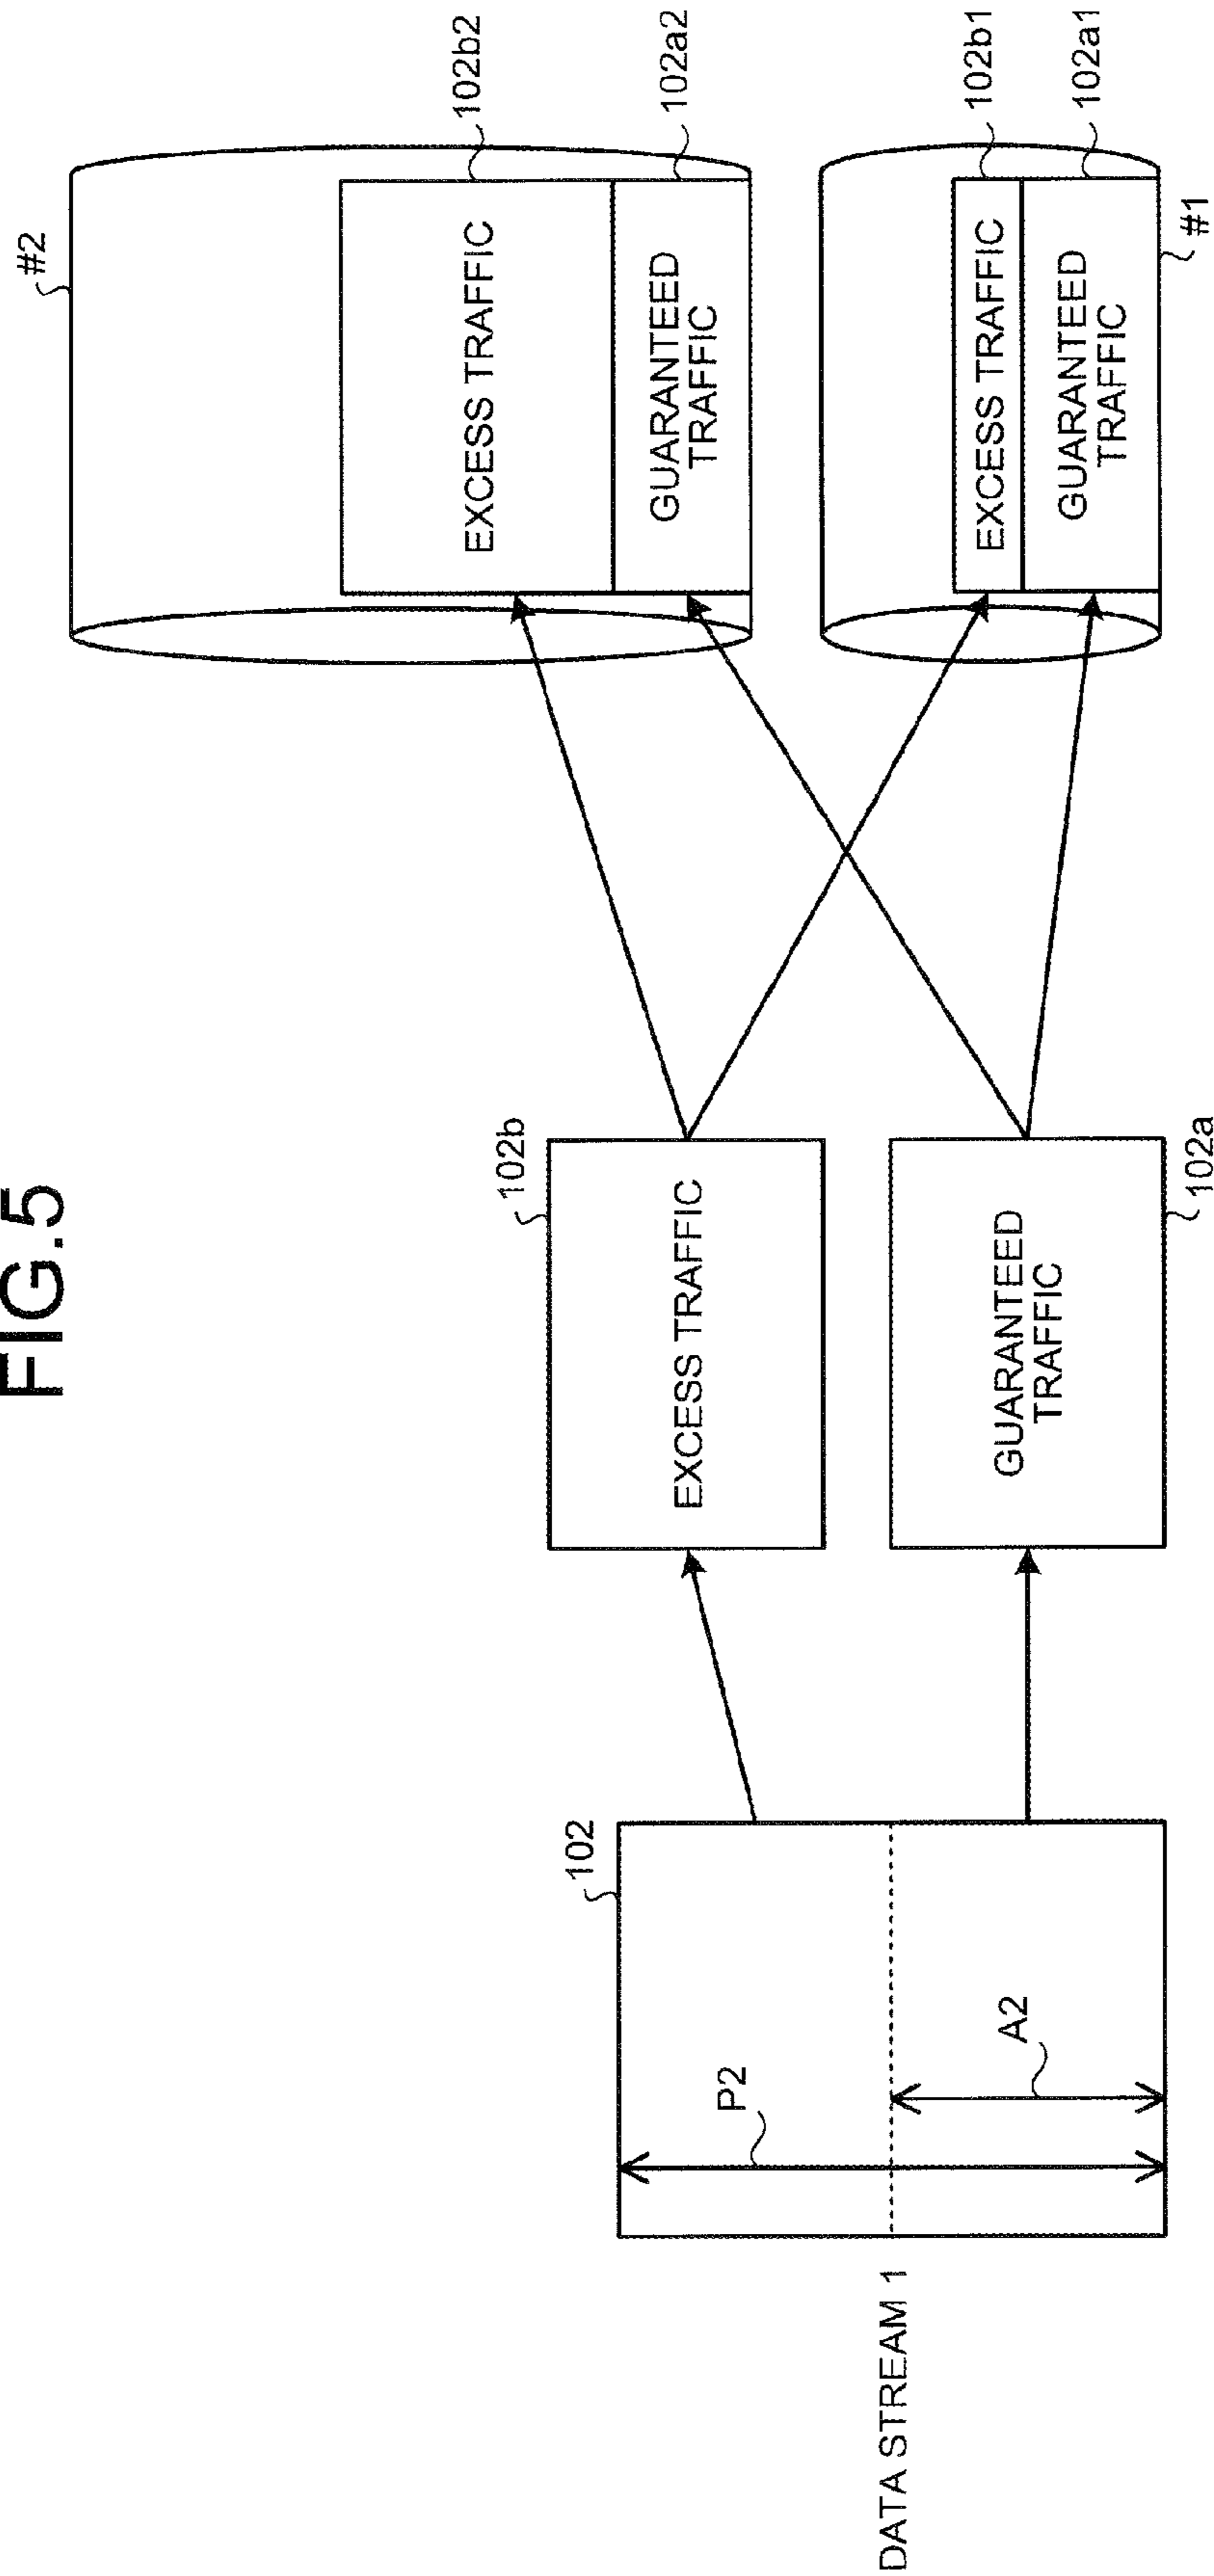 FIG.5
DATA STREAM 1
102
P2
A2
102b
EXCESS TRAFFIC
GUARANTEED
TRAFFIC
102a
#2
EXCESS TRAFFIC
102b2
GUARANTEED
TRAFFIC
102a2
EXCESS TRAFFIC
102b1
GUARANTEED
TRAFFIC
102a1
#1